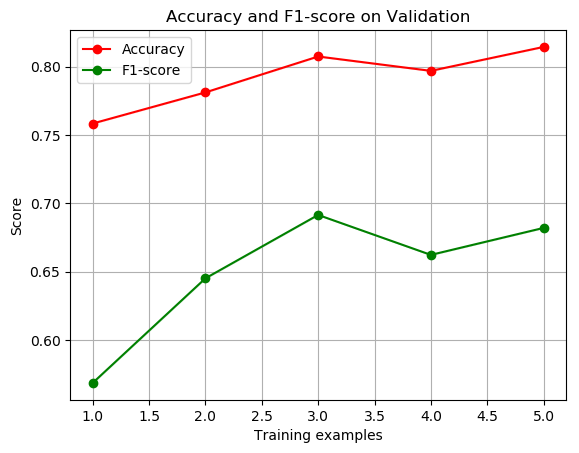 Accuracy and F1-score on Validation
Accuracy
F1-score
0.80
0.75
0.70
0.65
0.60
Score
1.0 1.5 2.0 2.5 3.0 3.5 4.0 4.5 5.0
Training examples